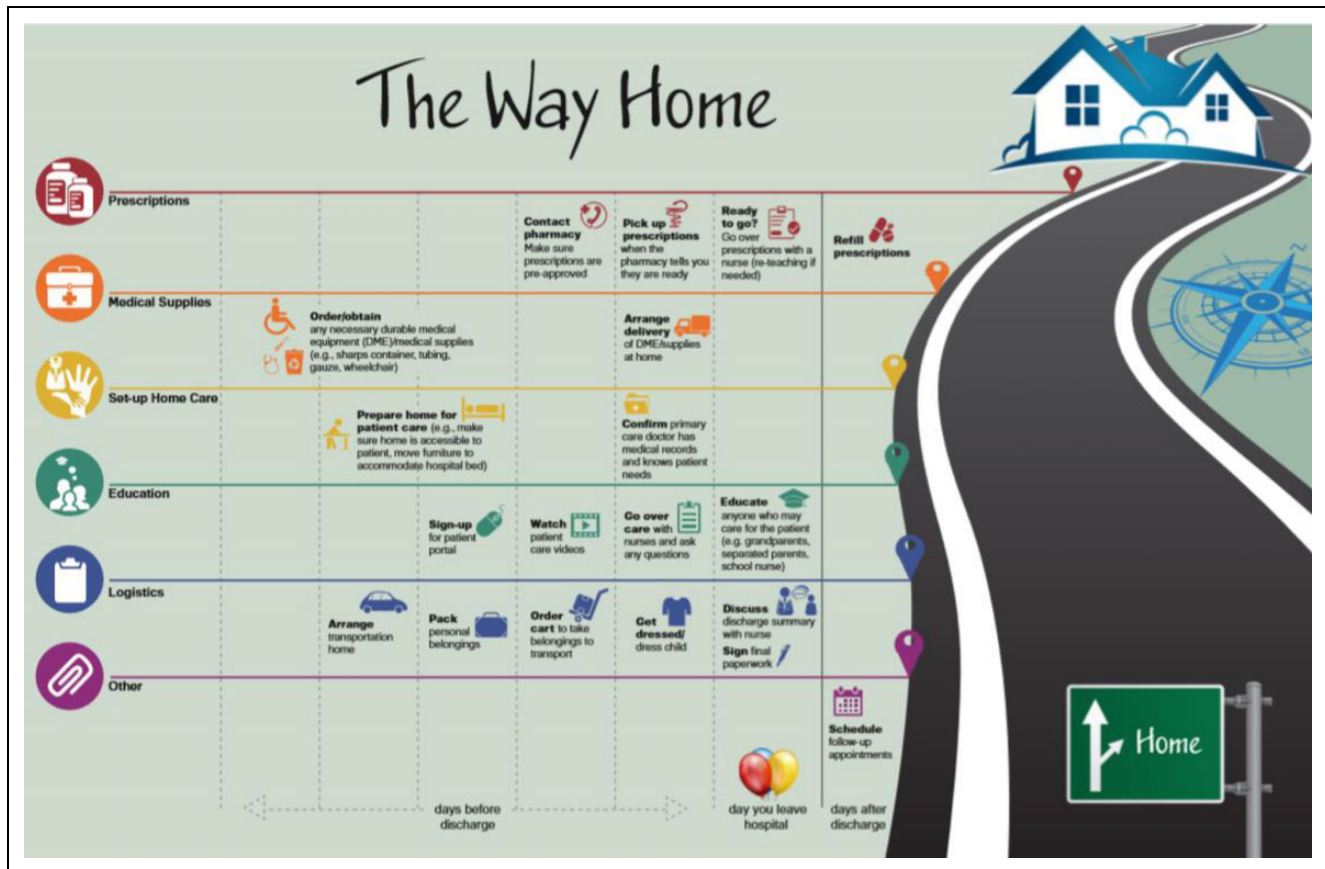 The Way Home
Prescriptions
Contact
pharmacy
Make sure
prescriptions are
pre-approved
Pick up
prescriptions
when the
pharmacy tells you
they are ready
Ready
to go?
Go over
prescriptions with a
nurse (re-teaching if
needed)
Refill
prescriptions
Medical Supplies
Order/obtain
any necessary durable medical
equipment (DME)/medical supplies
(e.g., sharps container, tubing,
gauze, wheelchair)
Arrange
delivery
of DME/supplies
at home
Set-up Home Care
Prepare home for
patient care (e.g., make
sure home is accessible to
patient, move furniture to
accommodate hospital bed)
Confirm primary
care doctor has
medical records
and knows patient
needs
Education
Sign-up
for patient
portal
Watch
patient
care videos
Go over
care with
nurses and ask
any questions
Educate
anyone who may
care for the patient
(e.g. grandparents,
separated parents,
school nurse)
Logistics
Arrange
transportation
home
Pack
personal
belongings
Order
cart to take
belongings to
transport
Get
dressed/
dress child
Discuss
discharge summary
with nurse
Sign final
paperwork
Other
Schedule
follow-up
appointments
days before
discharge
day you leave
hospital
days after
discharge
Home